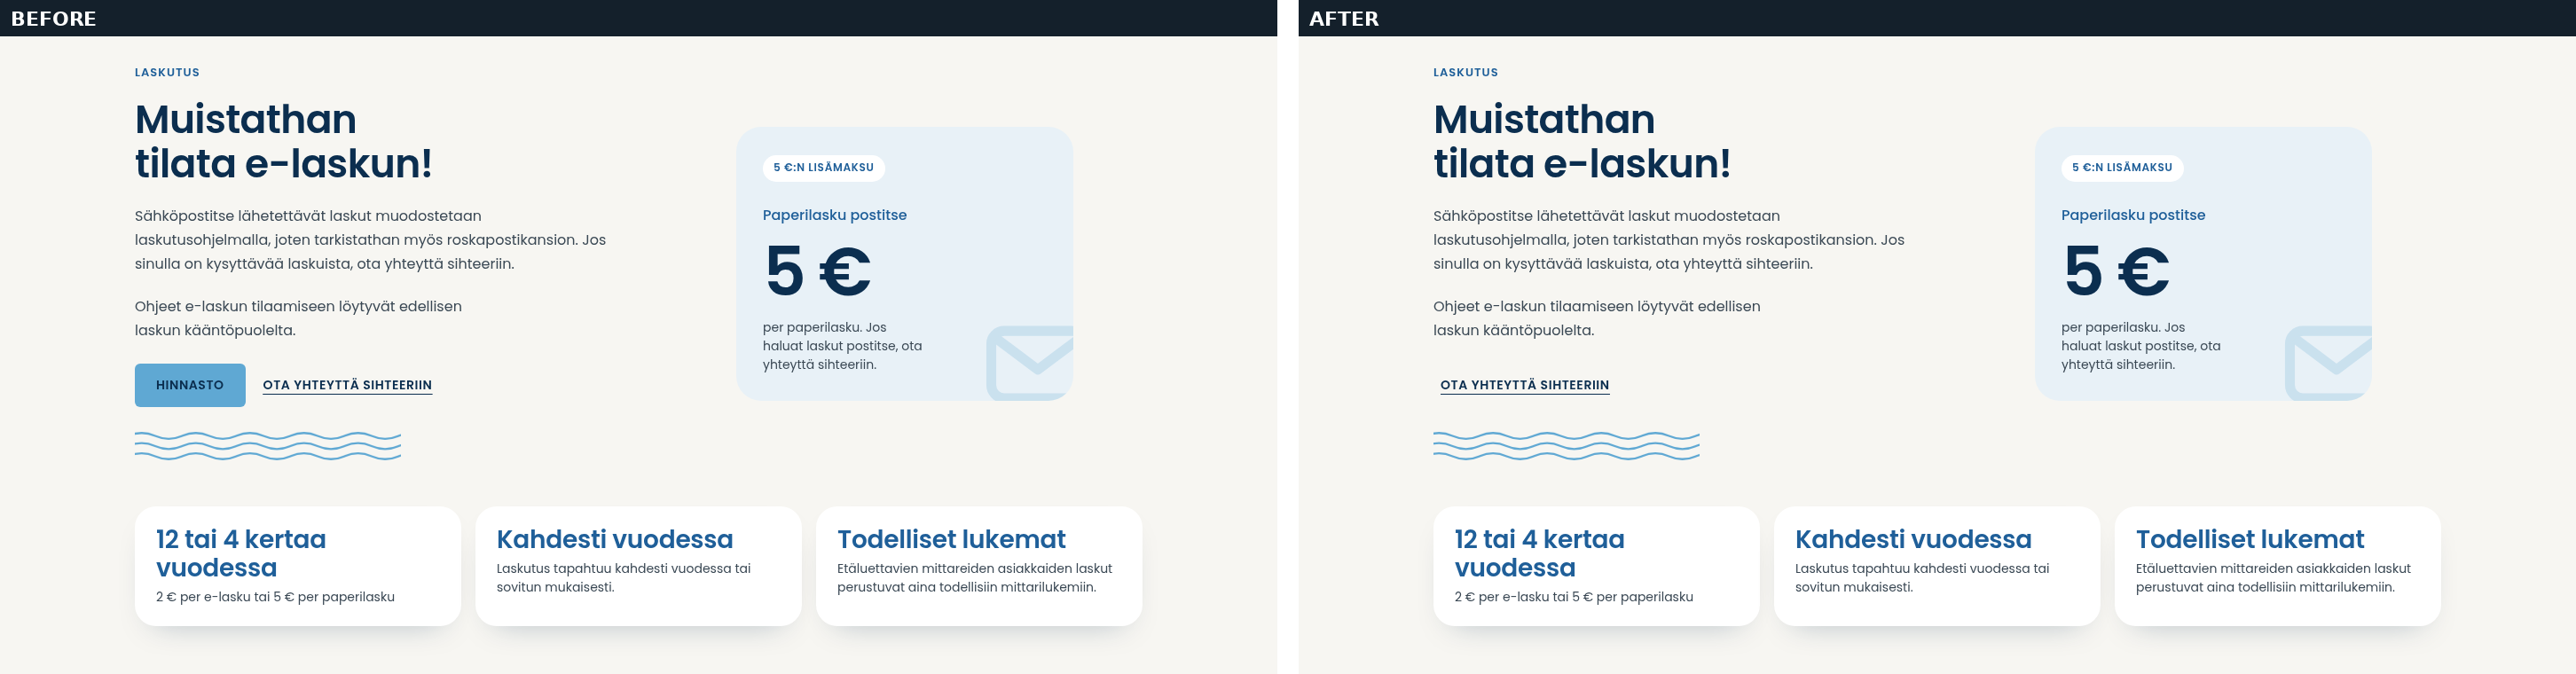 BEFORE
LASKUTUS
Muistathan
tilata e-laskun!
Sähköpostitse lähetettävät laskut muodostetaan
laskutusohjelmalla, joten tarkistathan myös roskapostikansion. Jos
sinulla on kysyttävää laskuista, ota yhteyttä sihteeriin.
Ohjeet e-laskun tilaamiseen löytyvät edellisen
laskun kääntöpuolelta.
HINNASTO
OTA YHTEYTTÄ SIHTEERIIN
5 €:N LISÄMAKSU
Paperilasku postitse
5 €
per paperilasku. Jos
haluat laskut postitse, ota
yhteyttä sihteeriin.
12 tai 4 kertaa
vuodessa
2 € per e-lasku tai 5 € per paperilasku
Kahdesti vuodessa
Laskutus tapahtuu kahdesti vuodessa tai
sovitun mukaisesti.
Todelliset lukemat
Etäluettavien mittareiden asiakkaiden laskut
perustuvat aina todellisiin mittarilukemiin.
AFTER
LASKUTUS
Muistathan
tilata e-laskun!
Sähköpostitse lähetettävät laskut muodostetaan
laskutusohjelmalla, joten tarkistathan myös roskapostikansion. Jos
sinulla on kysyttävää laskuista, ota yhteyttä sihteeriin.
Ohjeet e-laskun tilaamiseen löytyvät edellisen
laskun kääntöpuolelta.
OTA YHTEYTTÄ SIHTEERIIN
5 €:N LISÄMAKSU
Paperilasku postitse
5 €
per paperilasku. Jos
haluat laskut postitse, ota
yhteyttä sihteeriin.
12 tai 4 kertaa
vuodessa
2 € per e-lasku tai 5 € per paperilasku
Kahdesti vuodessa
Laskutus tapahtuu kahdesti vuodessa tai
sovitun mukaisesti.
Todelliset lukemat
Etäluettavien mittareiden asiakkaiden laskut
perustuvat aina todellisiin mittarilukemiin.